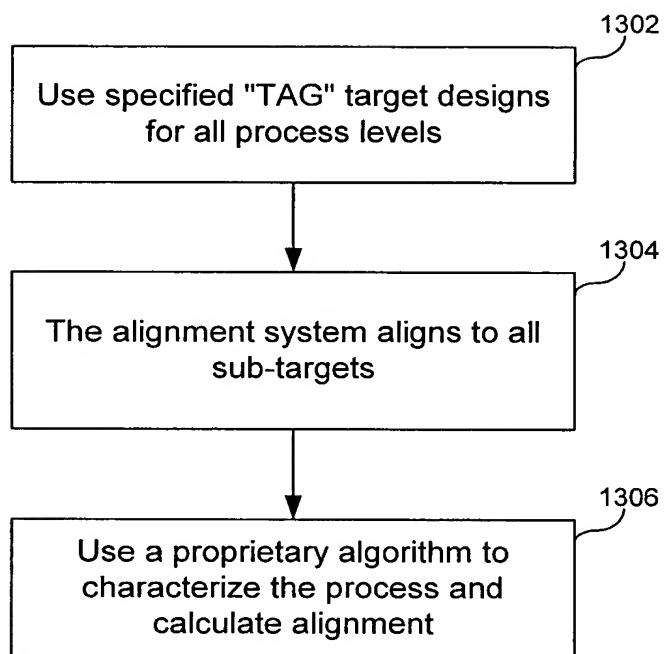 1302
Use specified "TAG" target designs
for all process levels
1304
The alignment system aligns to all
sub-targets
1306
Use a proprietary algorithm to
characterize the process and
calculate alignment